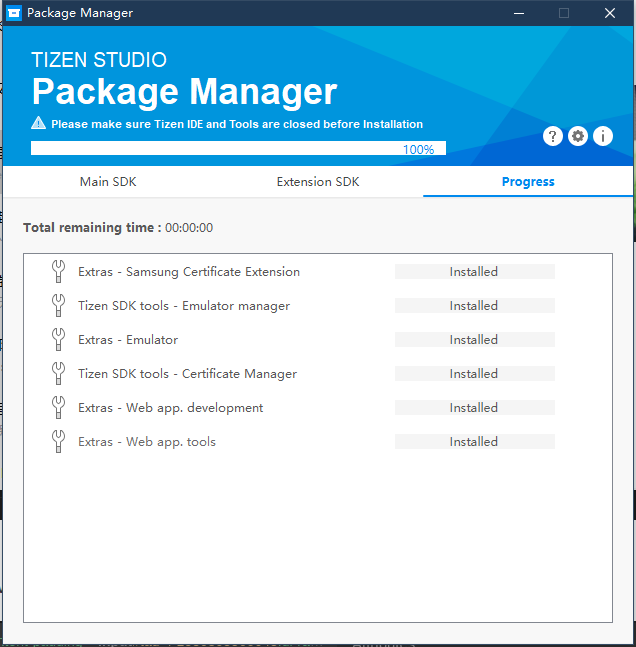 Package Manager
TIZEN STUDIO
Package Manager
Please make sure Tizen IDE and Tools are closed before Installation
100%
Main SDK
Extension SDK
Progress
Total remaining time : 00:00:00
Extras - Samsung Certificate Extension Installed
Tizen SDK tools - Emulator manager Installed
Extras - Emulator Installed
Tizen SDK tools - Certificate Manager Installed
Extras - Web app. development Installed
Extras - Web app. tools Installed